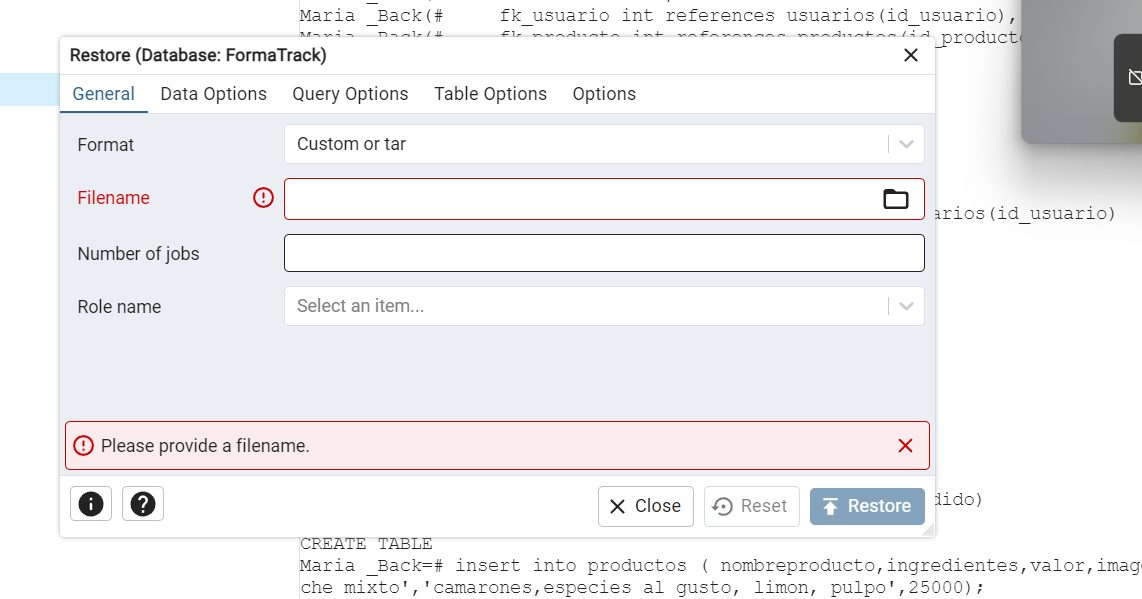 Maria _Back(#     fk_usuario int references usuarios(id_usuario),
Maria _Back(#     fk_producto int references productos(id_product
Restore (Database: FormaTrack)
General Data Options Query Options Table Options Options
Format Custom or tar
Filename
arios(id_usuario)
Number of jobs
Role name Select an item...
Please provide a filename.
Close Reset Restore
dido)
CREATE TABLE
Maria _Back=# insert into productos ( nombreproducto,ingredientes,valor,imag
che mixto','camarones,especies al gusto, limon, pulpo',25000);